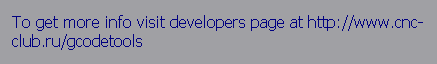 To get more info visit developers page at http://www.cnc-
club.ru/gcodetools